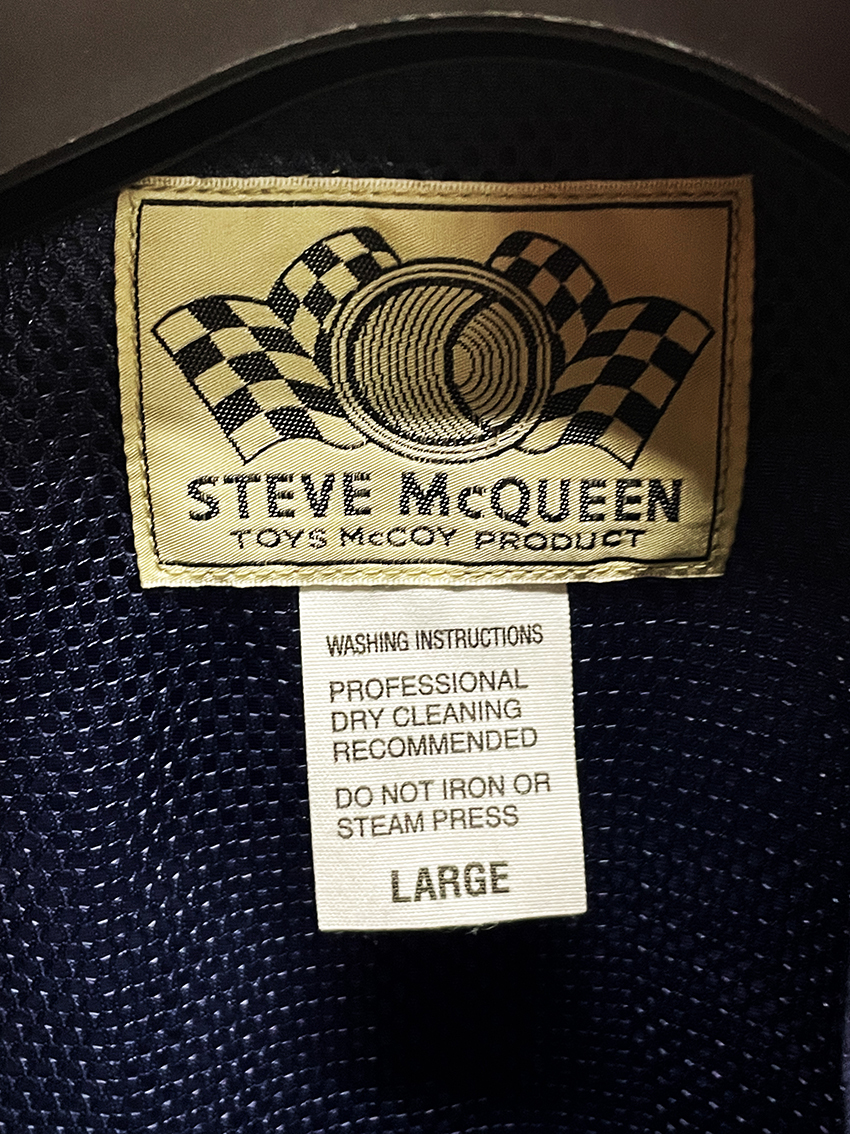 STEVE McQUEEN
TOYS McCOY PRODUCT
WASHING INSTRUCTIONS
PROFESSIONAL
DRY CLEANING
RECOMMENDED
DO NOT IRON OR
STEAM PRESS
LARGE